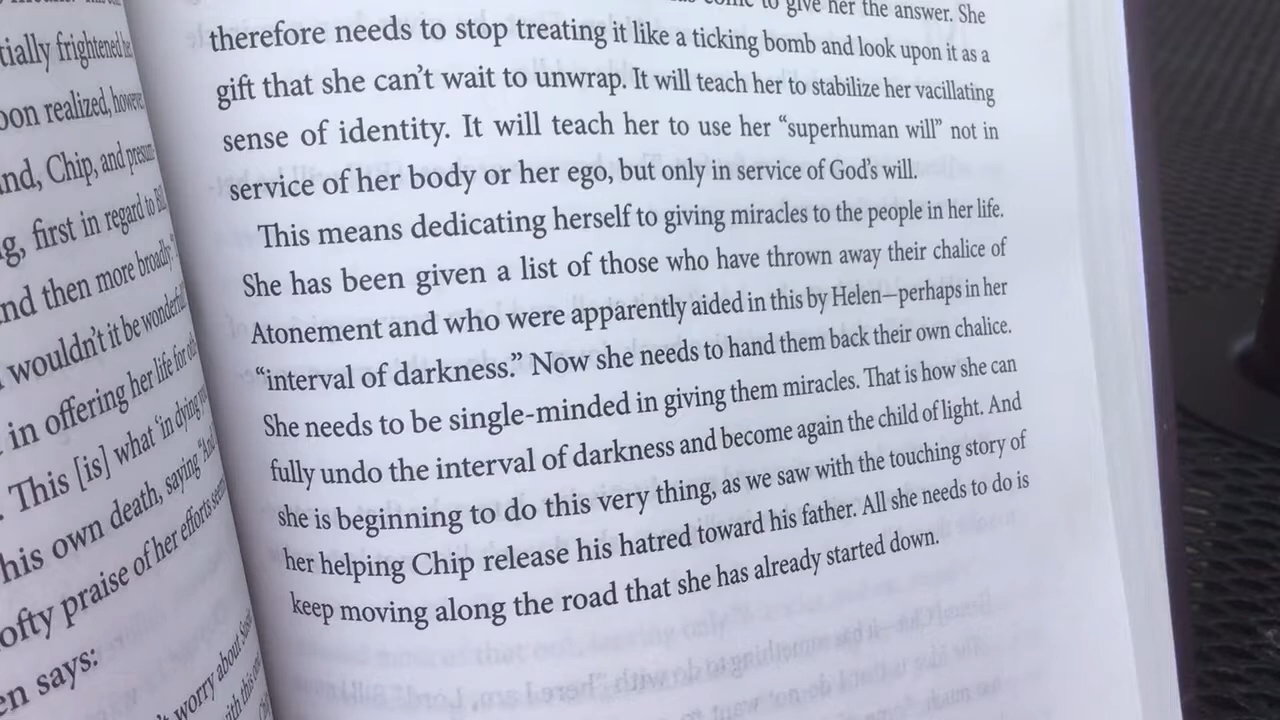 tially frightened
oon realized,
nd, Chip, and
g, first in regard to
nd then more broadly
wouldn't it be
in offering her life for
. This [is] what 'in dying
his own death, saying
ofty praise of her efforts
en says:
worry about
to give her the answer. She
therefore needs to stop treating it like a ticking bomb and look upon it as a
gift that she can't wait to unwrap. It will teach her to stabilize her vacillating
sense of identity. It will teach her to use her “superhuman will” not in
service of her body or her ego, but only in service of God's will.
This means dedicating herself to giving miracles to the people in her life.
She has been given a list of those who have thrown away their chalice of
Atonement and who were apparently aided in this by Helen—perhaps in her
“interval of darkness.” Now she needs to hand them back their own chalice.
She needs to be single-minded in giving them miracles. That is how she can
fully undo the interval of darkness and become again the child of light. And
she is beginning to do this very thing, as we saw with the touching story of
her helping Chip release his hatred toward his father. All she needs to do is
keep moving along the road that she has already started down.